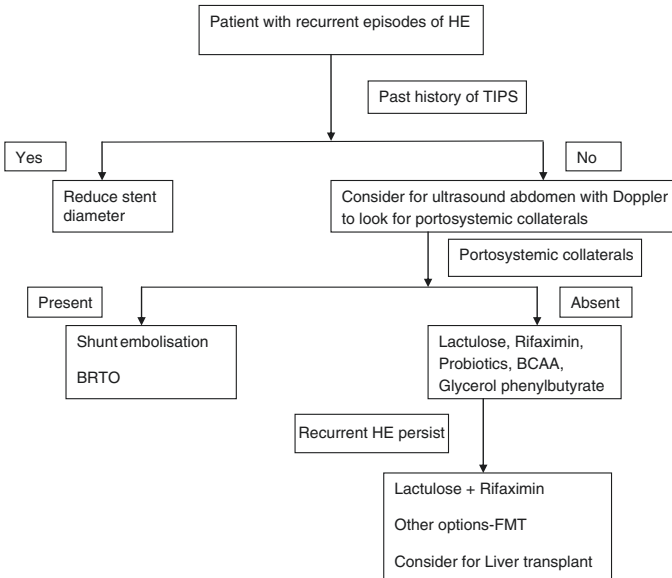 Patient with recurrent episodes of HE
Past history of TIPS
Yes
No
Reduce stent
diameter
Consider for ultrasound abdomen with Doppler
to look for portosystemic collaterals
Portosystemic collaterals
Present
Absent
Shunt embolisation
BRTO
Lactulose, Rifaximin,
Probiotics, BCAA,
Glycerol phenylbutyrate
Recurrent HE persist
Lactulose + Rifaximin
Other options-FMT
Consider for Liver transplant